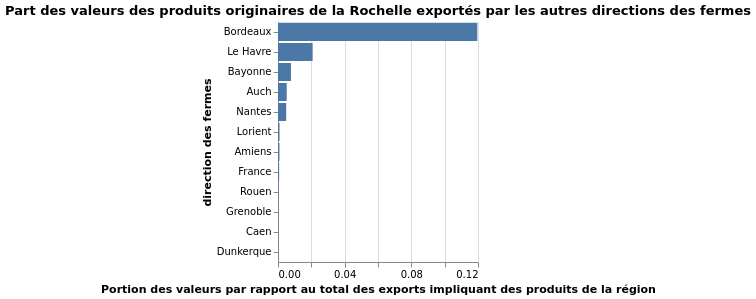 Part des valeurs des produits originaires de la Rochelle exportés par les autres directions des fermes
direction des fermes
Bordeaux
Le Havre
Bayonne
Auch
Nantes
Lorient
Amiens
France
Rouen
Grenoble
Caen
Dunkerque
0.00 0.04 0.08 0.12
Portion des valeurs par rapport au total des exports impliquant des produits de la région